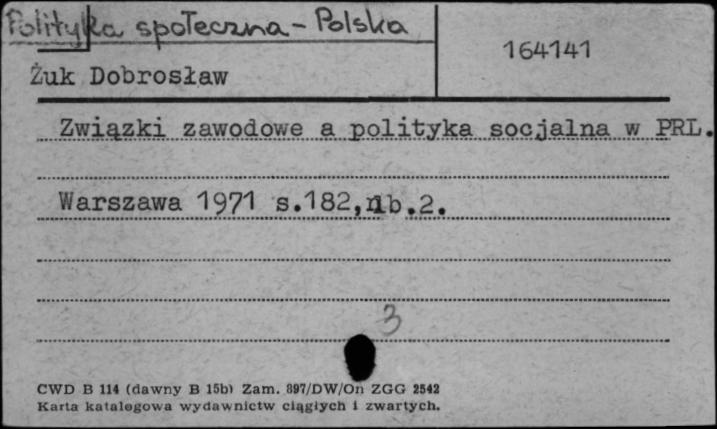 Polityka społeczna - Polska
164141
Żuk Dobrosław
Związki zawodowe a polityka socjalna w PRL.
Warszawa 1971 s.182,nb.2.
3
CWD B 114 (dawny B 15b) Zam. 897/DW/On ZGG 2542
Karta katalogowa wydawnictw ciągłych i zwartych.